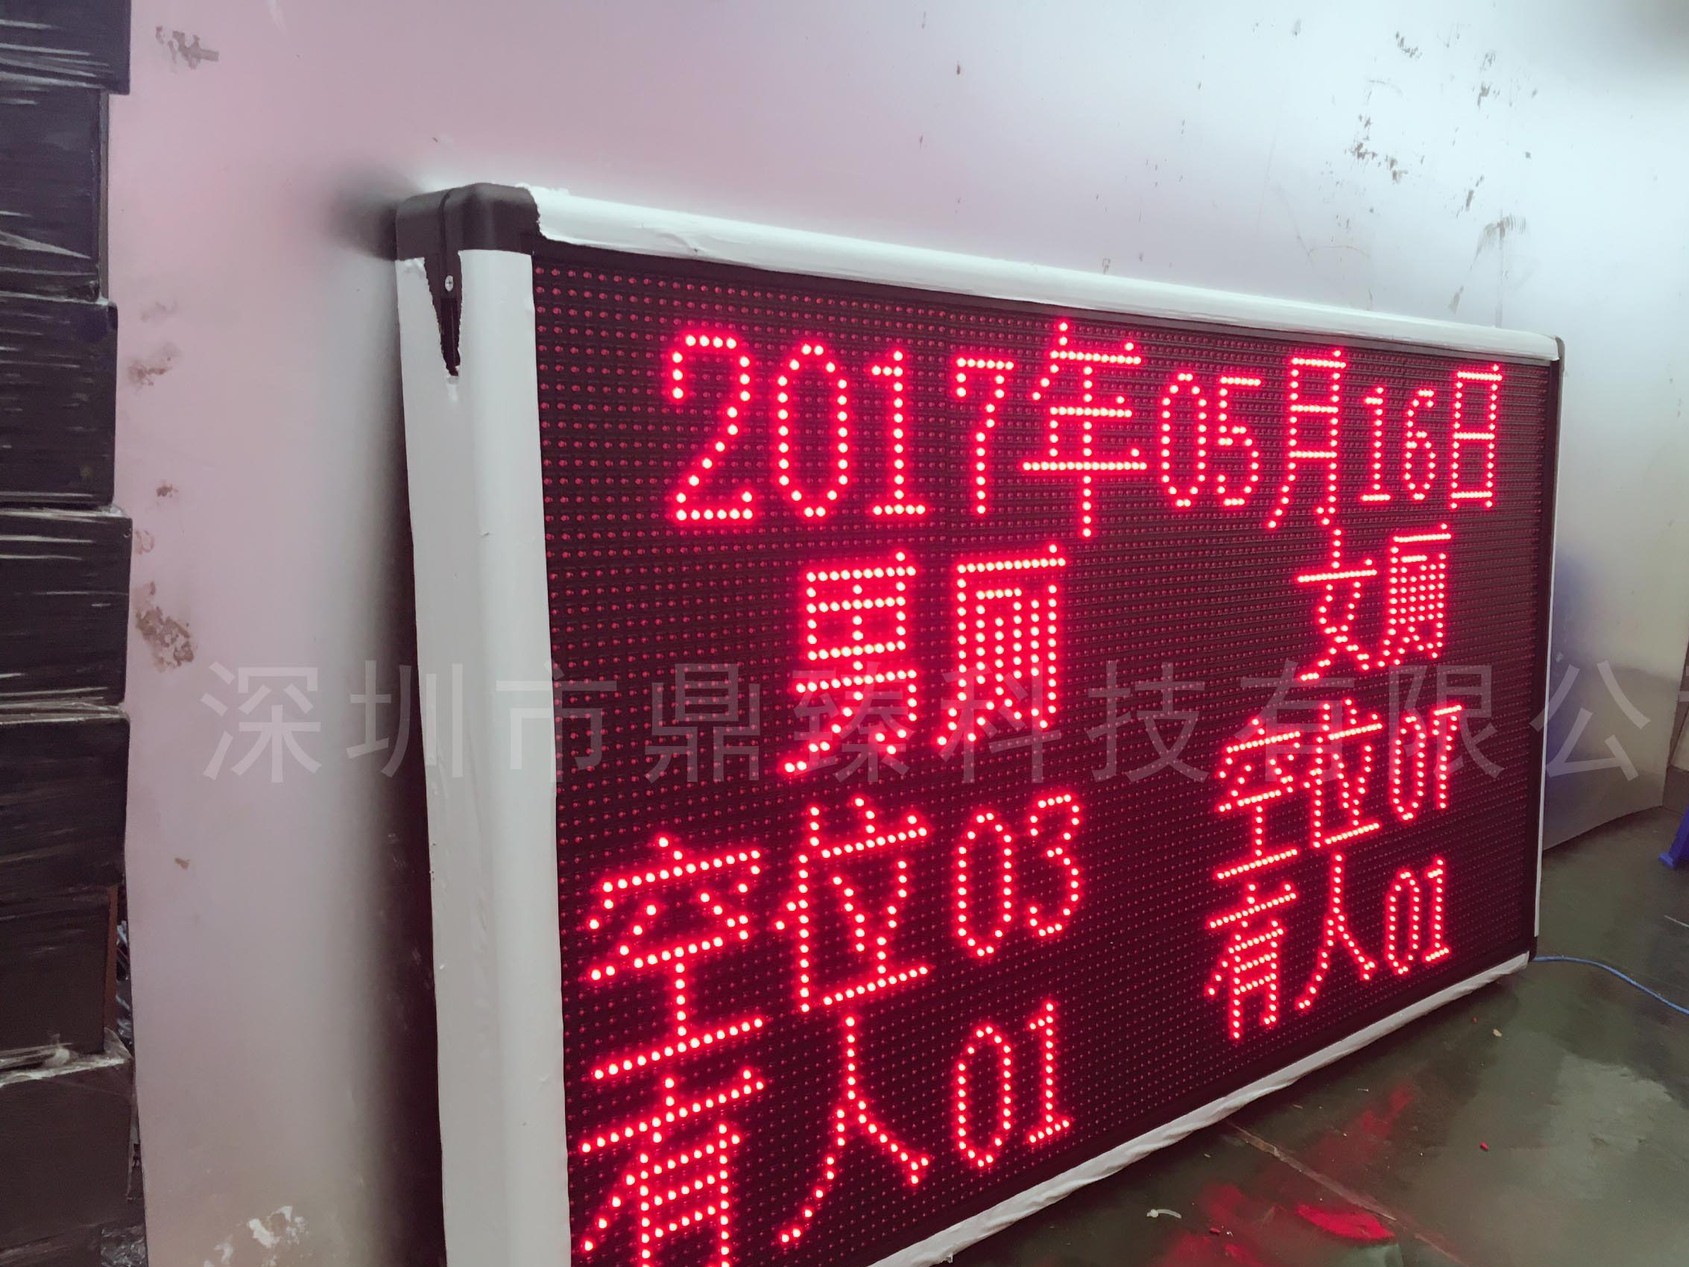 2017年05月16日
男厕 女厕
空位03 空位07
有人01 有人01
深圳市鼎臻科技有限公